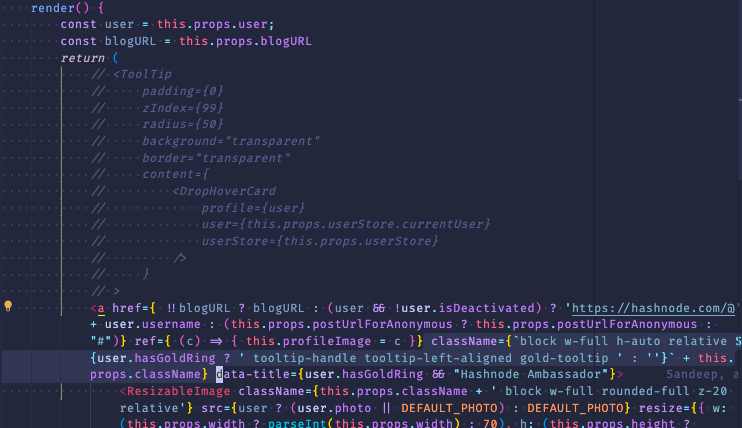 render() {
const user = this.props.user;
const blogURL = this.props.blogURL
return (
// <ToolTip
// padding={0}
// zIndex={99}
// radius={50}
// background="transparent"
// border="transparent"
// content={
// <DropHoverCard
// profile={user}
// user={this.props.userStore.currentUser}
// userStore={this.props.userStore}
// />
// }
// >
<a href={ !!blogURL ? blogURL : (user && !user.isDeactivated) ? 'https://hashnode.com/@'
+ user.username : (this.props.postUrlForAnonymous ? this.props.postUrlForAnonymous :
"#")} ref={ (c) => { this.profileImage = c }} className={`block w-full h-auto relative $
{user.hasGoldRing ? ' tooltip-handle tooltip-left-aligned gold-tooltip ' : ''}` + this.
props.className} data-title={user.hasGoldRing && "Hashnode Ambassador"}> Sandeep, a
<ResizableImage className={this.props.className + ' block w-full rounded-full z-20
relative'} src={user ? (user.photo || DEFAULT_PHOTO) : DEFAULT_PHOTO} resize={{ w:
(this.props.width ? parseInt(this.props.width) : 70), h: (this.props.height ?